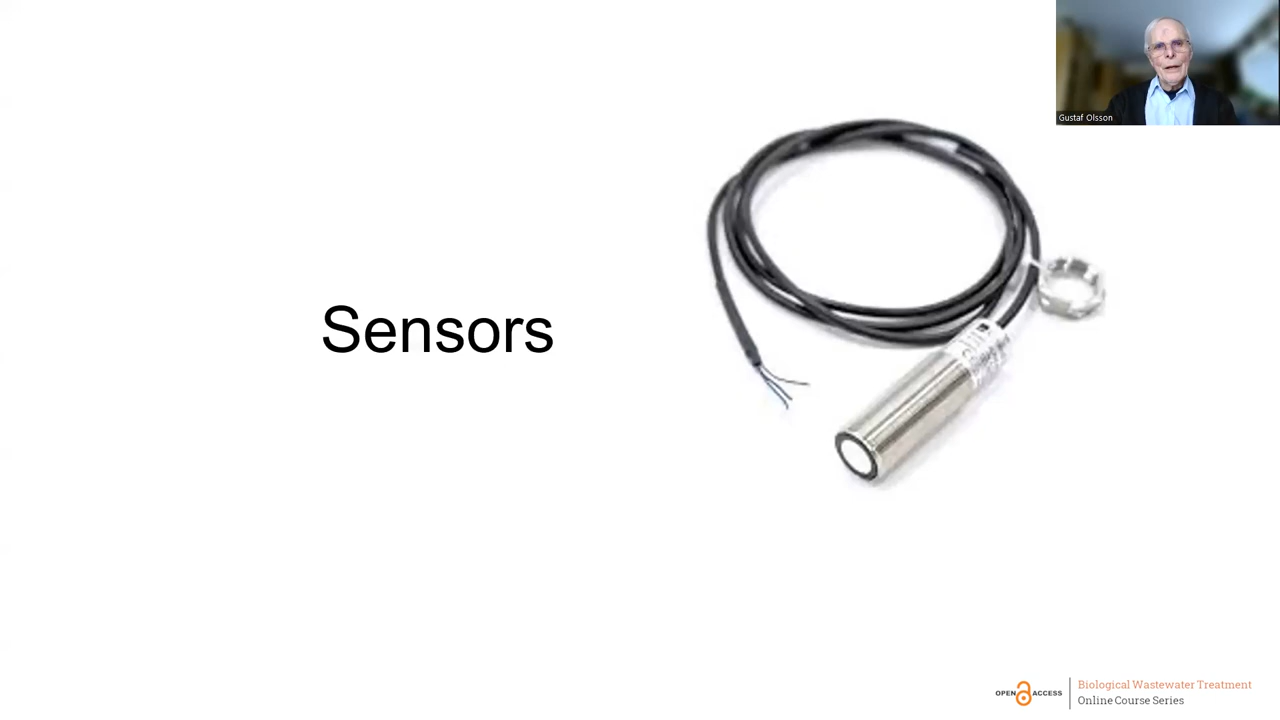 Gustaf Olsson
Sensors
OPEN ACCESS
Biological Wastewater Treatment
Online Course Series